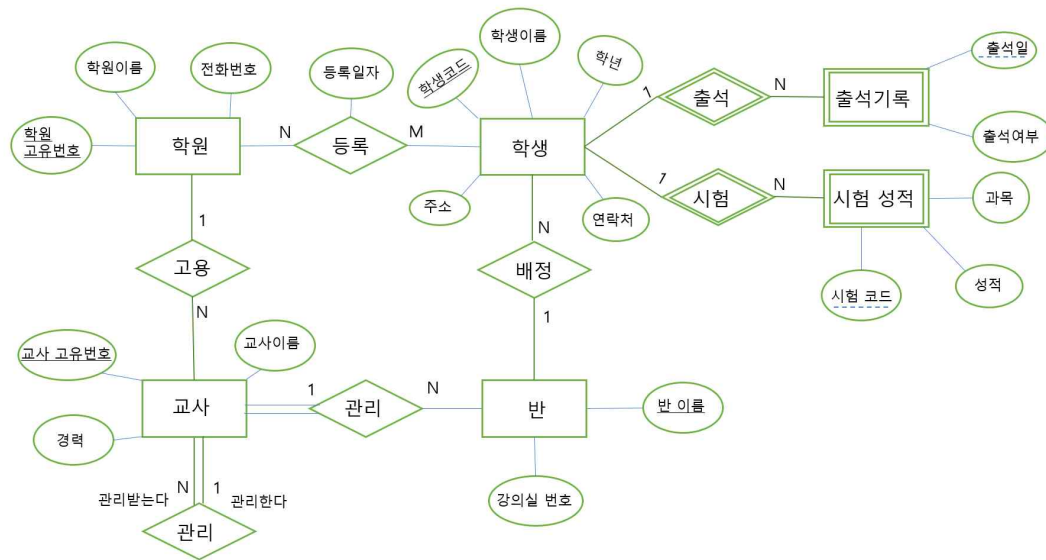 학생이름
출석일
학원이름
전화번호
등록일자
학생코드
학년
1
출석
N
출석기록
학원
고유번호
학원
N
등록
M
학생
출석여부
주소
연락처
1
시험
N
시험 성적
과목
1
N
고용
배정
시험 코드
성적
N
1
교사 고유번호
교사이름
교사
1
관리
N
반
반 이름
경력
관리받는다
N
1
관리한다
강의실 번호
관리